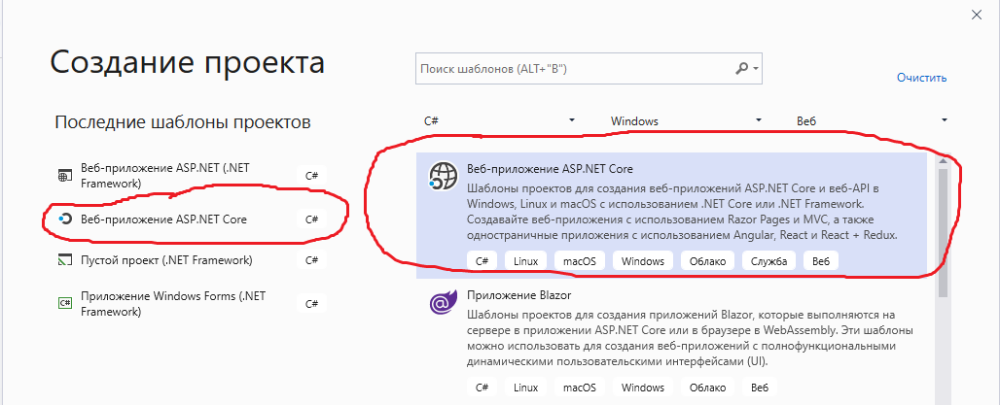 Создание проекта
Поиск шаблонов (ALT+"В")
Очистить
Последние шаблоны проектов
C#
Windows
Веб
Веб-приложение ASP.NET (.NET
Framework)
C#
Веб-приложение ASP.NET Core
C#
Пустой проект (.NET Framework)
C#
Приложение Windows Forms (.NET
Framework)
C#
C#
Веб-приложение ASP.NET Core
Шаблоны проектов для создания веб-приложений ASP.NET Core и веб-API в
Windows, Linux и macOS с использованием .NET Core или .NET Framework.
Создавайте веб-приложения с использованием Razor Pages и MVC, а также
одностраничные приложения с использованием Angular, React и React + Redux.
C# Linux macOS Windows Облако Служба Веб
Приложение Blazor
Шаблоны проектов для создания приложений Blazor, которые выполняются на
сервере в приложении ASP.NET Core или в браузере в WebAssembly. Эти шаблоны
можно использовать для создания веб-приложений с полнофункциональными
динамическими пользовательскими интерфейсами (UI).
C# Linux macOS Windows Облако Веб